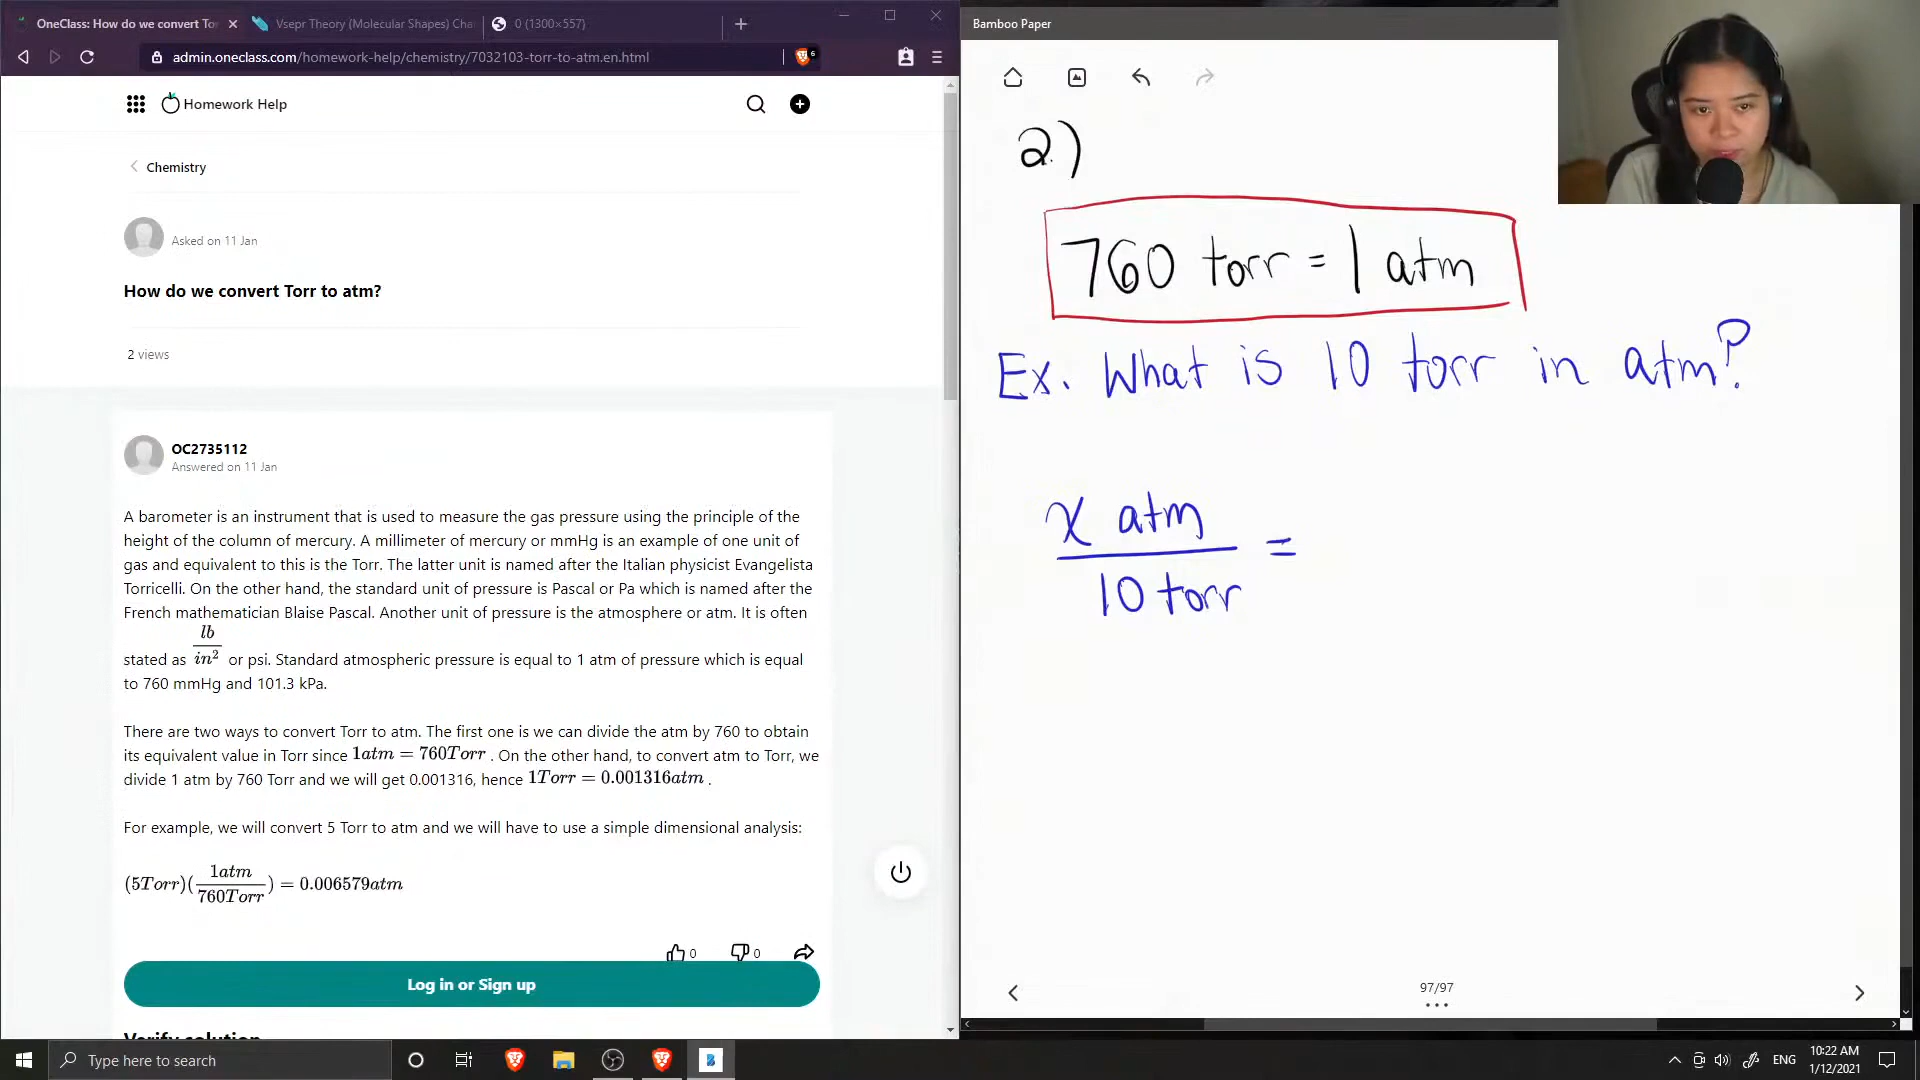 OneClass: How do we convert To
Vsepr Theory (Molecular Shapes) Cha
0 (1300×557)
admin.oneclass.com/homework-help/chemistry/7032103-torr-to-atm.en.html
6
Homework Help
Chemistry
Asked on 11 Jan
How do we convert Torr to atm?
2 views
OC2735112
Answered on 11 Jan
A barometer is an instrument that is used to measure the gas pressure using the principle of the
height of the column of mercury. A millimeter of mercury or mmHg is an example of one unit of
gas and equivalent to this is the Torr. The latter unit is named after the Italian physicist Evangelista
Torricelli. On the other hand, the standard unit of pressure is Pascal or Pa which is named after the
French mathematician Blaise Pascal. Another unit of pressure is the atmosphere or atm. It is often
stated as lb/in² or psi. Standard atmospheric pressure is equal to 1 atm of pressure which is equal
to 760 mmHg and 101.3 kPa.
There are two ways to convert Torr to atm. The first one is we can divide the atm by 760 to obtain
its equivalent value in Torr since 1atm = 760Torr . On the other hand, to convert atm to Torr, we
divide 1 atm by 760 Torr and we will get 0.001316, hence 1Torr = 0.001316atm .
For example, we will convert 5 Torr to atm and we will have to use a simple dimensional analysis:
(5Torr)(1atm/760Torr) = 0.006579atm
0 0
Log in or Sign up
Verify solution
Bamboo Paper
2.)
760 torr = 1 atm
Ex. What is 10 torr in atm?
x atm
=
10 torr
97/97
Type here to search
B
ENG
10:22 AM
1/12/2021